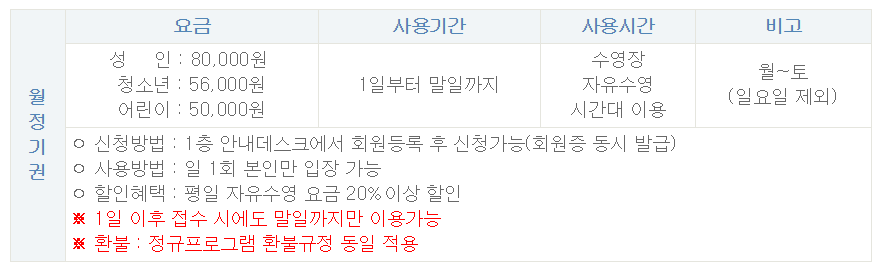 요금 사용기간 사용시간 비고
월정기권
성 인 : 80,000원
청소년 : 56,000원
어린이 : 50,000원
1일부터 말일까지
수영장
자유수영
시간대 이용
월~토
(일요일 제외)
○ 신청방법 : 1층 안내데스크에서 회원등록 후 신청가능(회원증 동시 발급)
○ 사용방법 : 일 1회 본인만 입장 가능
○ 할인혜택 : 평일 자유수영 요금 20%이상 할인
※ 1일 이후 접수 시에도 말일까지만 이용가능
※ 환불 : 정규프로그램 환불규정 동일 적용